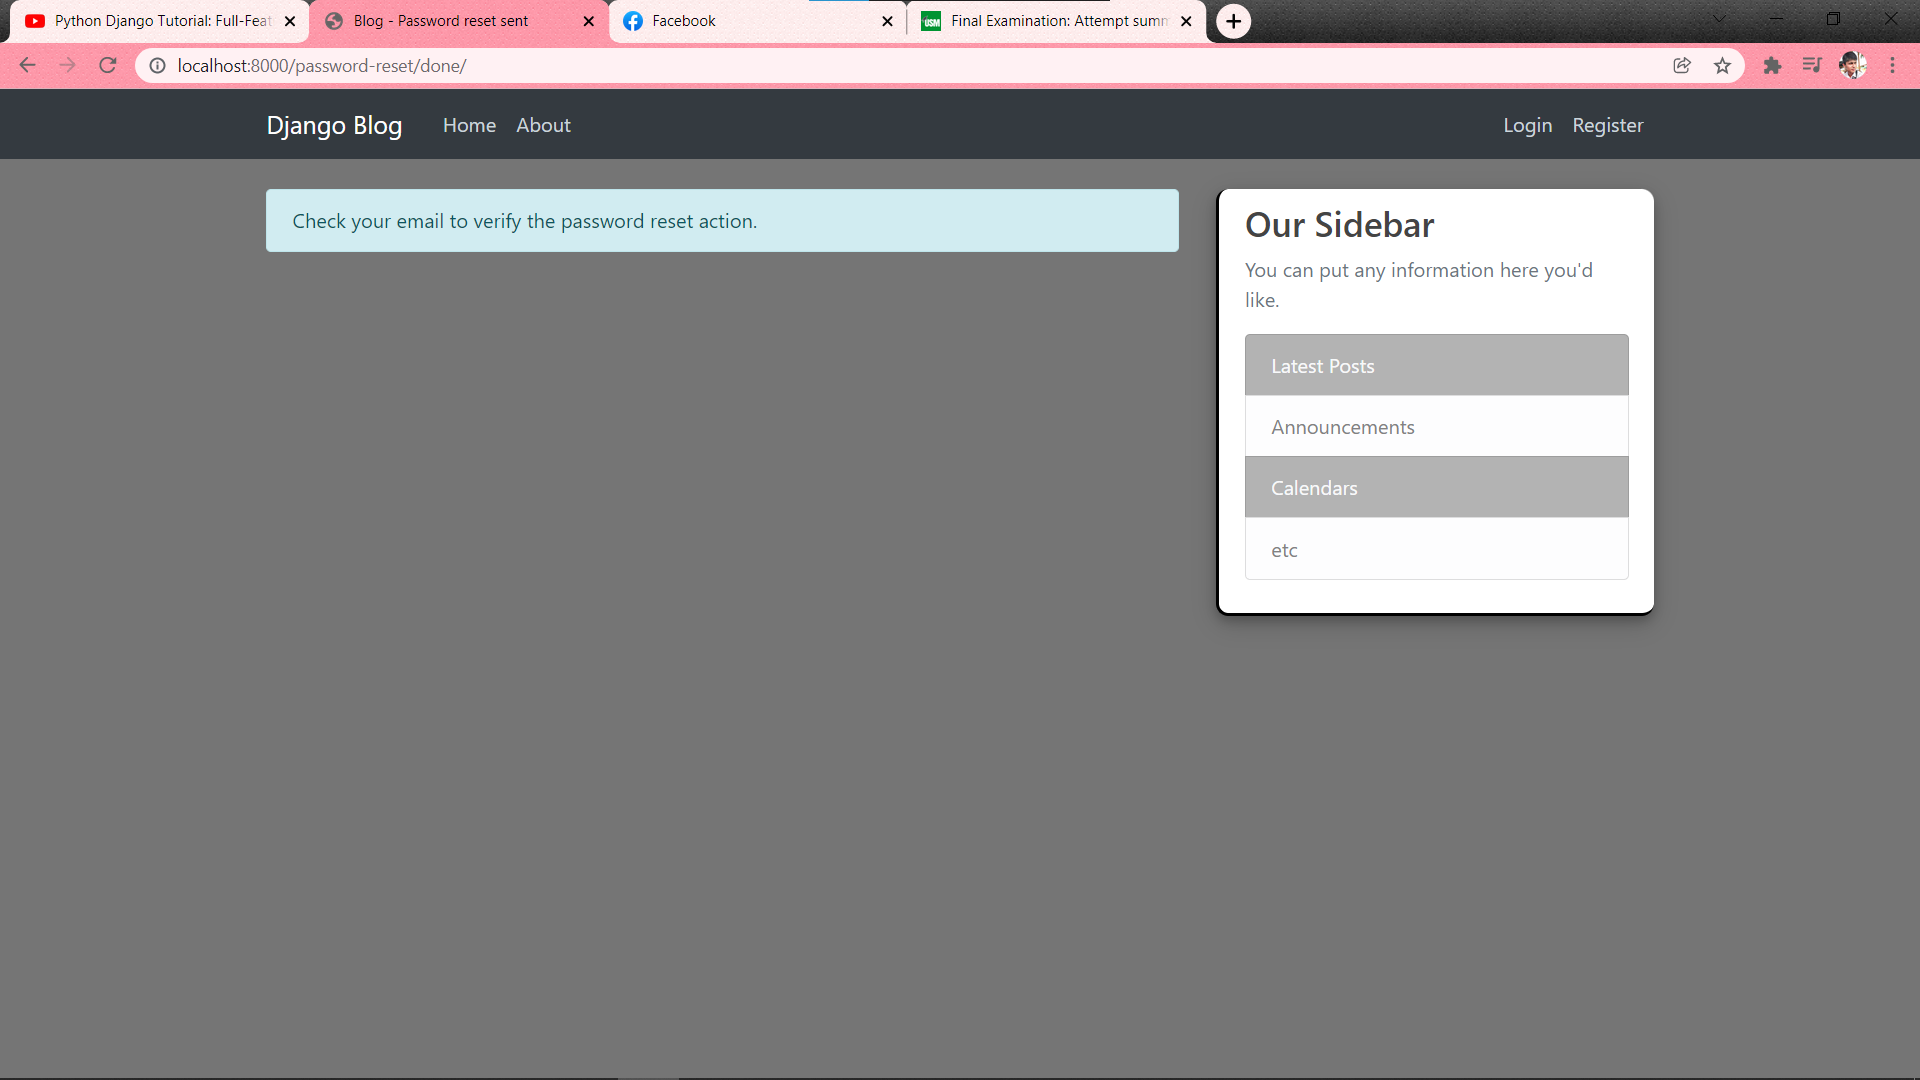 Python Django Tutorial: Full-Feat
Blog - Password reset sent
Facebook
USM
Final Examination: Attempt summ
localhost:8000/password-reset/done/
Django Blog
Home
About
Login
Register
Check your email to verify the password reset action.
Our Sidebar
You can put any information here you'd
like.
Latest Posts
Announcements
Calendars
etc